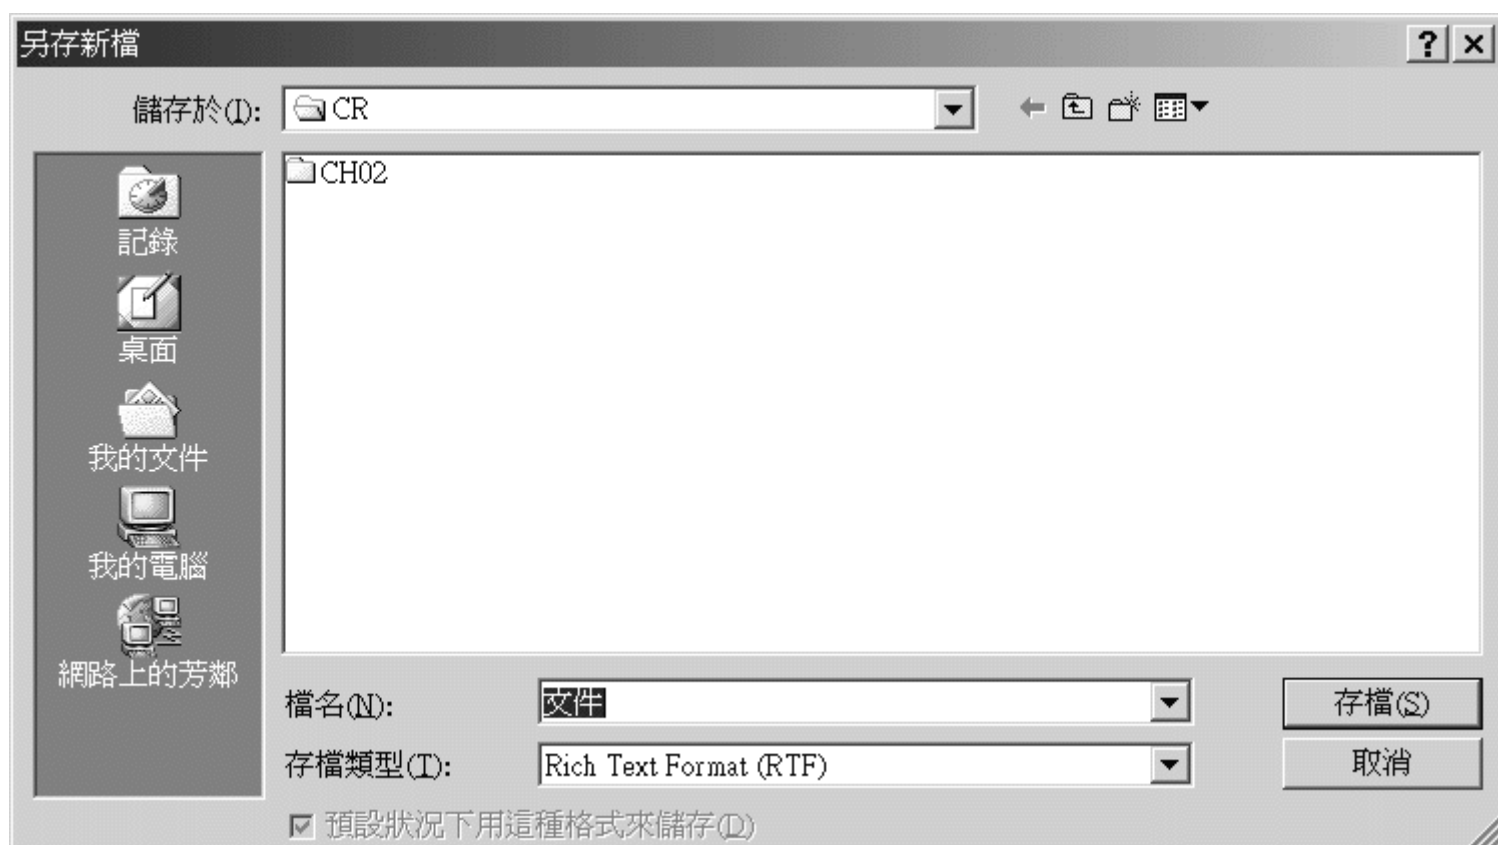 另存新檔
儲存於(I):
CR
CH02
記錄
桌面
我的文件
我的電腦
網路上的芳鄰
檔名(N):
文件
存檔(S)
存檔類型(T):
Rich Text Format (RTF)
取消
預設狀況下用這種格式來儲存(D)